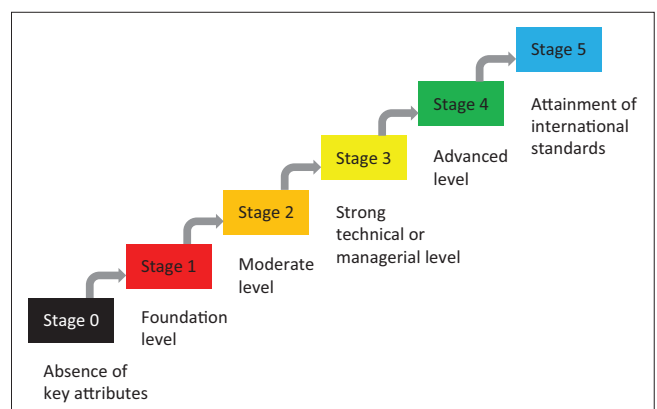 Stage 5
Attainment of
international
standards
Stage 4
Advanced
level
Stage 3
Strong
technical or
managerial level
Stage 2
Moderate
level
Stage 1
Foundation
level
Stage 0
Absence of
key attributes